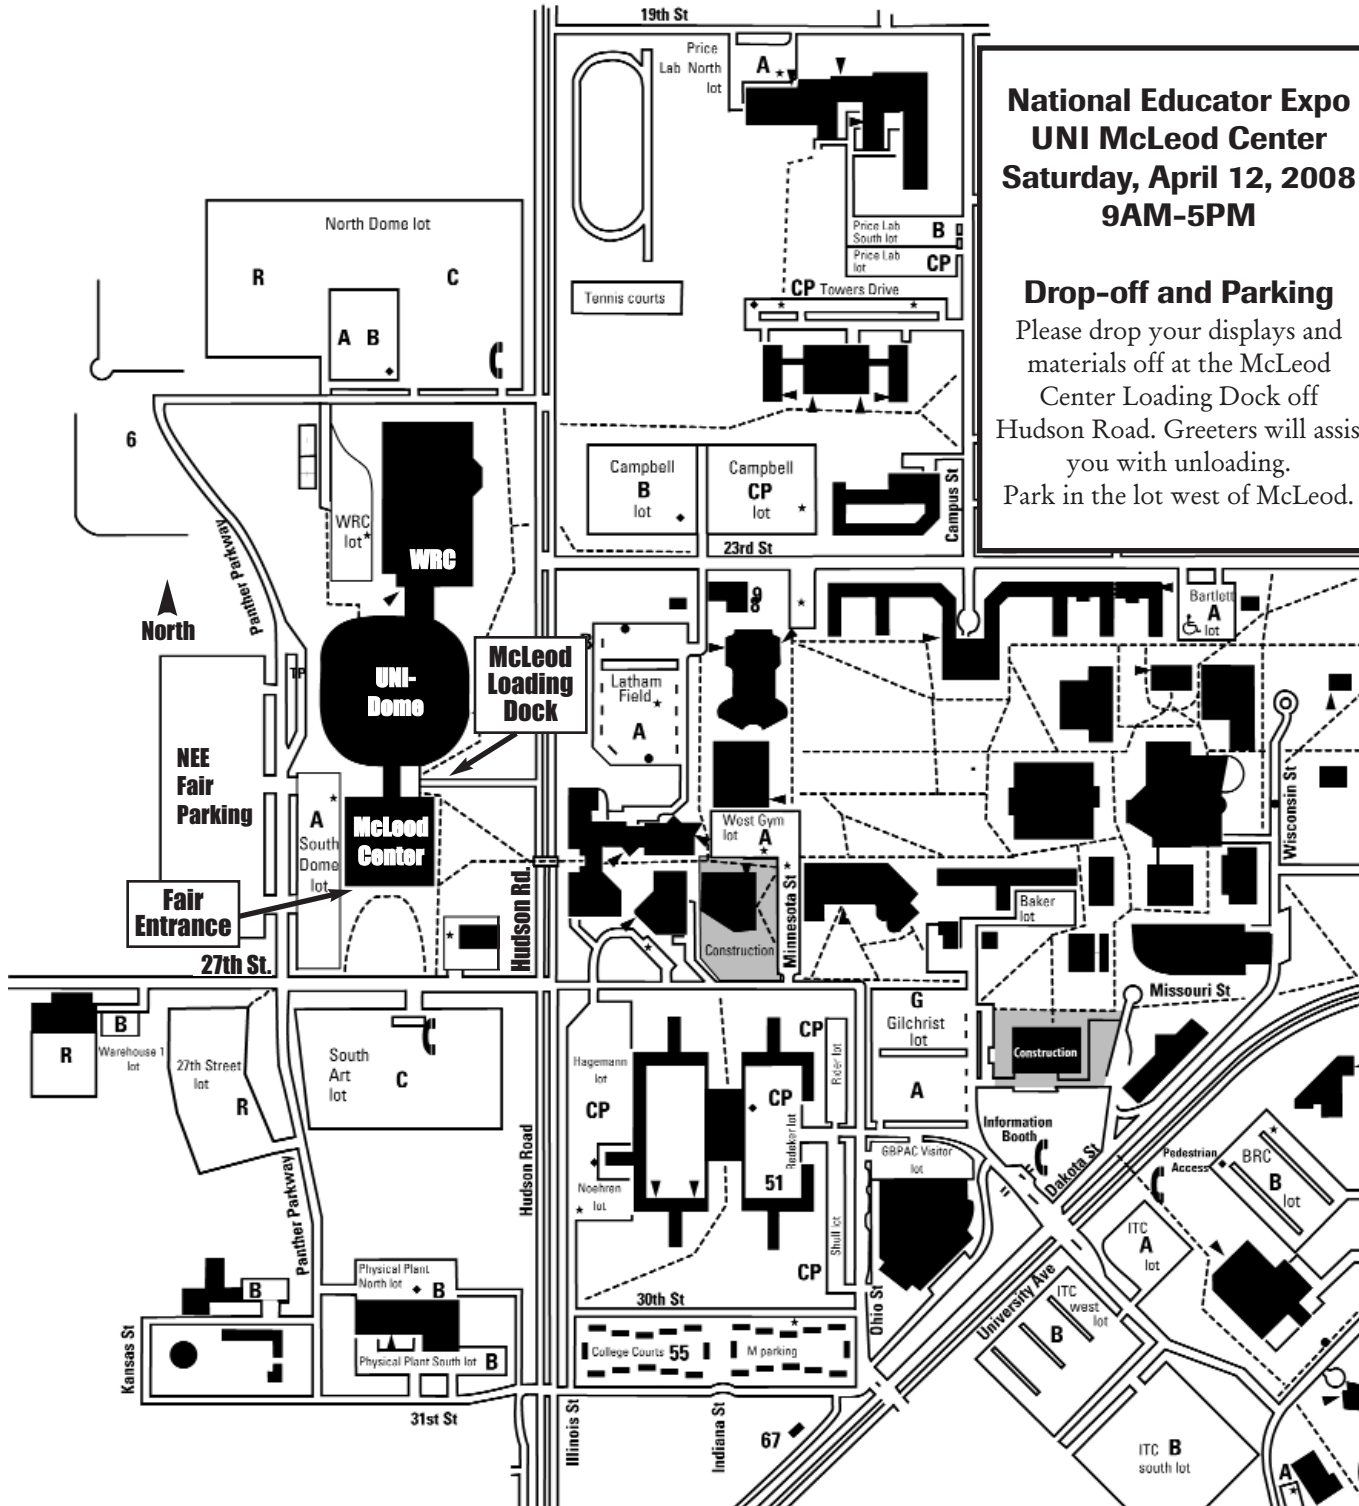 19th St
Price
Lab North
lot
A
National Educator Expo
UNI McLeod Center
Saturday, April 12, 2008
9AM-5PM
Drop-off and Parking
Please drop your displays and
materials off at the McLeod
Center Loading Dock off
Hudson Road. Greeters will assis
you with unloading.
Park in the lot west of McLeod.
North Dome lot
R
C
A B
Price Lab
South lot
B
Price Lab
lot
CP
Tennis courts
CP Towers Drive
6
Campbell
B
lot
Campbell
CP
lot
Campus St
23rd St
WRC
lot
WRC
Panther Parkway
North
Bartlett
A
lot
McLeod
Loading
Dock
UNI-
Dome
TP
Latham
Field
A
NEE
Fair
Parking
A
South
Dome
lot
McLeod
Center
West Gym
lot
A
Wisconsin St
Fair
Entrance
Hudson Rd.
Minnesota St
Construction
Baker
lot
27th St.
Missouri St
B
R
Warehouse 1
lot
27th Street
lot
R
South
Art
lot
C
Hagemann
lot
CP
CP
Rider lot
G
Gilchrist
lot
A
Construction
CP
Redeker lot
51
Information
Booth
Dakota St
Pedestrian
Access
BRC
B
lot
GBPAC Visitor
lot
Hudson Road
Noehren
lot
Shull lot
CP
ITC
A
lot
Panther Parkway
B
Physical Plant
North lot
B
30th St
Ohio St
University Ave
ITC
west
lot
B
Kansas St
Physical Plant South lot B
College Courts 55
M parking
31st St
Illinois St
Indiana St
67
ITC B
south lot
A